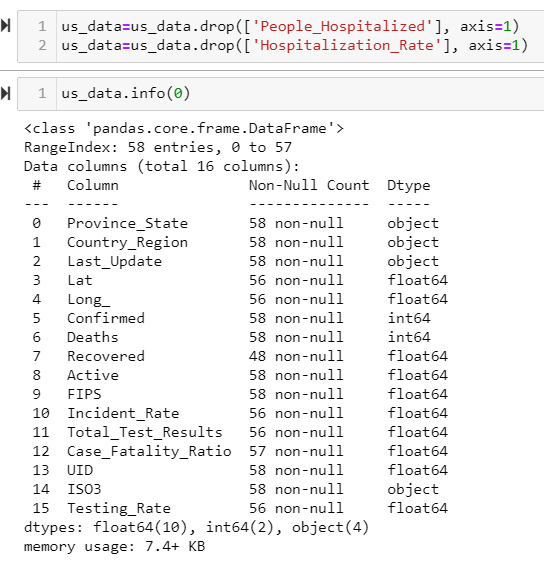 1 us_data=us_data.drop(['People_Hospitalized'], axis=1)
2 us_data=us_data.drop(['Hospitalization_Rate'], axis=1)
1 us_data.info(0)
<class 'pandas.core.frame.DataFrame'>
RangeIndex: 58 entries, 0 to 57
Data columns (total 16 columns):
 #   Column               Non-Null Count  Dtype
---  ------               --------------  -----
 0   Province_State       58 non-null     object
 1   Country_Region       58 non-null     object
 2   Last_Update          58 non-null     object
 3   Lat                  56 non-null     float64
 4   Long_                56 non-null     float64
 5   Confirmed            58 non-null     int64
 6   Deaths               58 non-null     int64
 7   Recovered            48 non-null     float64
 8   Active               58 non-null     float64
 9   FIPS                 58 non-null     float64
 10  Incident_Rate        56 non-null     float64
 11  Total_Test_Results   56 non-null     float64
 12  Case_Fatality_Ratio  57 non-null     float64
 13  UID                  58 non-null     float64
 14  ISO3                 58 non-null     object
 15  Testing_Rate         56 non-null     float64
dtypes: float64(10), int64(2), object(4)
memory usage: 7.4+ KB